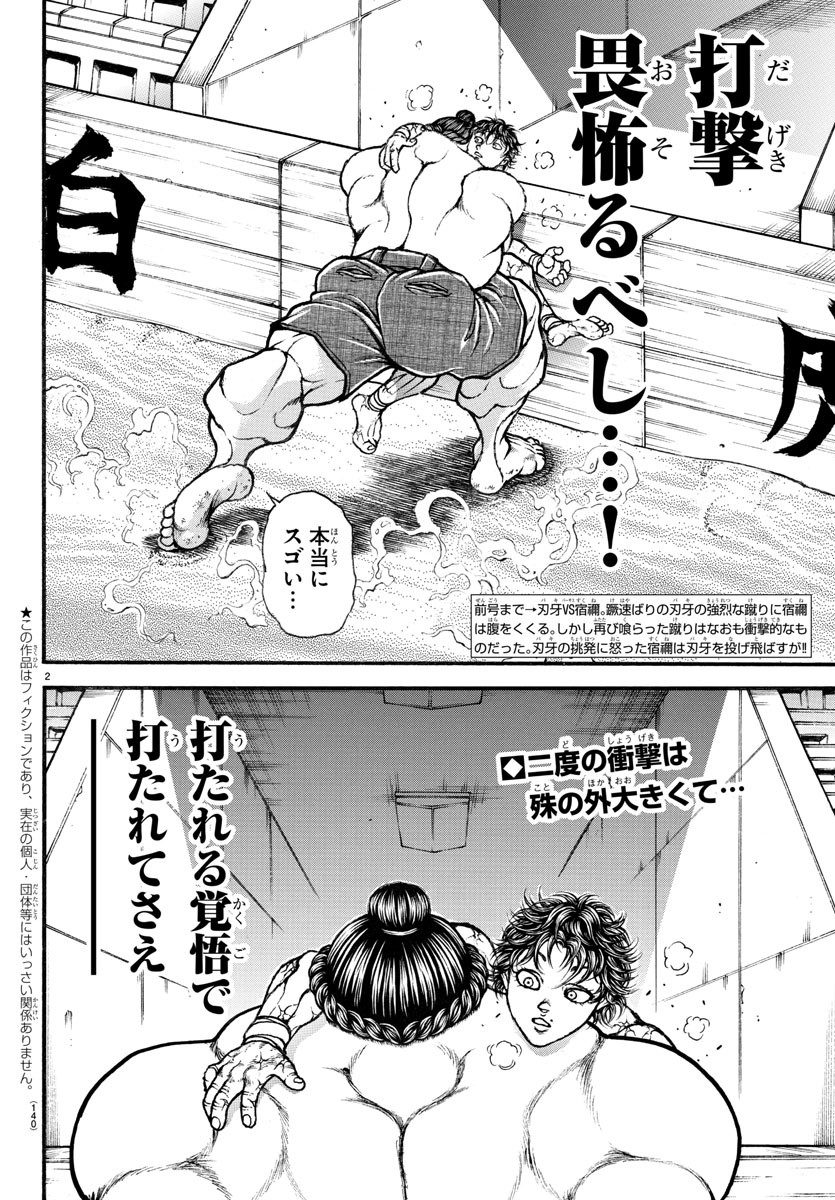 打撃
畏怖るべし…！
白
虎
本当に
スゴい…
前号まで→刃牙VS宿禰。蹶速ばりの刃牙の強烈な蹴りに宿禰
は腹をくくる。しかし再び喰らった蹴りはなおも衝撃的なも
のだった。刃牙の挑発に怒った宿禰は刃牙を投げ飛ばすが!!
2
◆二度の衝撃は
殊の外大きくて…
打たれる覚悟で
打たれてさえ
★この作品はフィクションであり、実在の個人・団体等にはいっさい関係ありません。
(140)